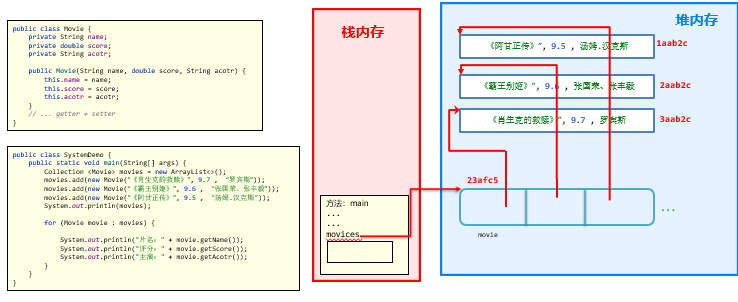 public class Movie {
private String name;
private double score;
private String acotr;
public Movie(String name, double score, String acotr) {
this.name = name;
this.score = score;
this.acotr = acotr;
}
// ... getter + setter
}
public class SystemDemo {
public static void main(String[] args) {
Collection <Movie> movies = new ArrayList<>();
movies.add(new Movie("《肖生克的救赎》", 9.7 , "罗宾斯"));
movies.add(new Movie("《霸王别姬》", 9.6 , "张国荣、张丰毅"));
movies.add(new Movie("《阿甘正传》", 9.5 , "汤姆.汉克斯"));
System.out.println(movies);
for (Movie movie : movies) {
System.out.println("片名：" + movie.getName());
System.out.println("评分：" + movie.getScore());
System.out.println("主演：" + movie.getAcotr());
}
}
}
栈内存
方法：main
...
...
movices
堆内存
《阿甘正传》", 9.5 , 汤姆.汉克斯
1aab2c
《霸王别姬》", 9.6 , 张国荣、张丰毅
2aab2c
《肖生克的救赎》", 9.7 , 罗宾斯
3aab2c
23afc5
...
movie